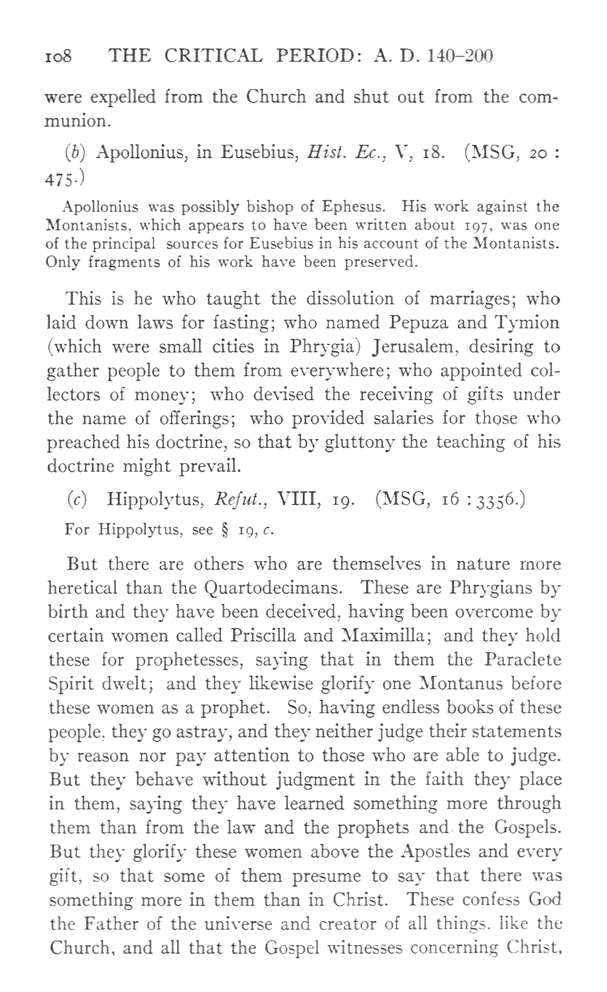 108 THE CRITICAL PERIOD: A. D. 140–200
were expelled from the Church and shut out from the com-
munion.
(b) Apollonius, in Eusebius, Hist. Ec., V, 18. (MSG, 20 :
475.)
Apollonius was possibly bishop of Ephesus. His work against the
Montanists, which appears to have been written about 197, was one
of the principal sources for Eusebius in his account of the Montanists.
Only fragments of his work have been preserved.
This is he who taught the dissolution of marriages; who
laid down laws for fasting; who named Pepuza and Tymion
(which were small cities in Phrygia) Jerusalem, desiring to
gather people to them from everywhere; who appointed col-
lectors of money; who devised the receiving of gifts under
the name of offerings; who provided salaries for those who
preached his doctrine, so that by gluttony the teaching of his
doctrine might prevail.
(c) Hippolytus, Refut., VIII, 19. (MSG, 16 : 3356.)
For Hippolytus, see § 19, c.
But there are others who are themselves in nature more
heretical than the Quartodecimans. These are Phrygians by
birth and they have been deceived, having been overcome by
certain women called Priscilla and Maximilla; and they hold
these for prophetesses, saying that in them the Paraclete
Spirit dwelt; and they likewise glorify one Montanus before
these women as a prophet. So, having endless books of these
people, they go astray, and they neither judge their statements
by reason nor pay attention to those who are able to judge.
But they behave without judgment in the faith they place
in them, saying they have learned something more through
them than from the law and the prophets and the Gospels.
But they glorify these women above the Apostles and every
gift, so that some of them presume to say that there was
something more in them than in Christ. These confess God
the Father of the universe and creator of all things, like the
Church, and all that the Gospel witnesses concerning Christ,